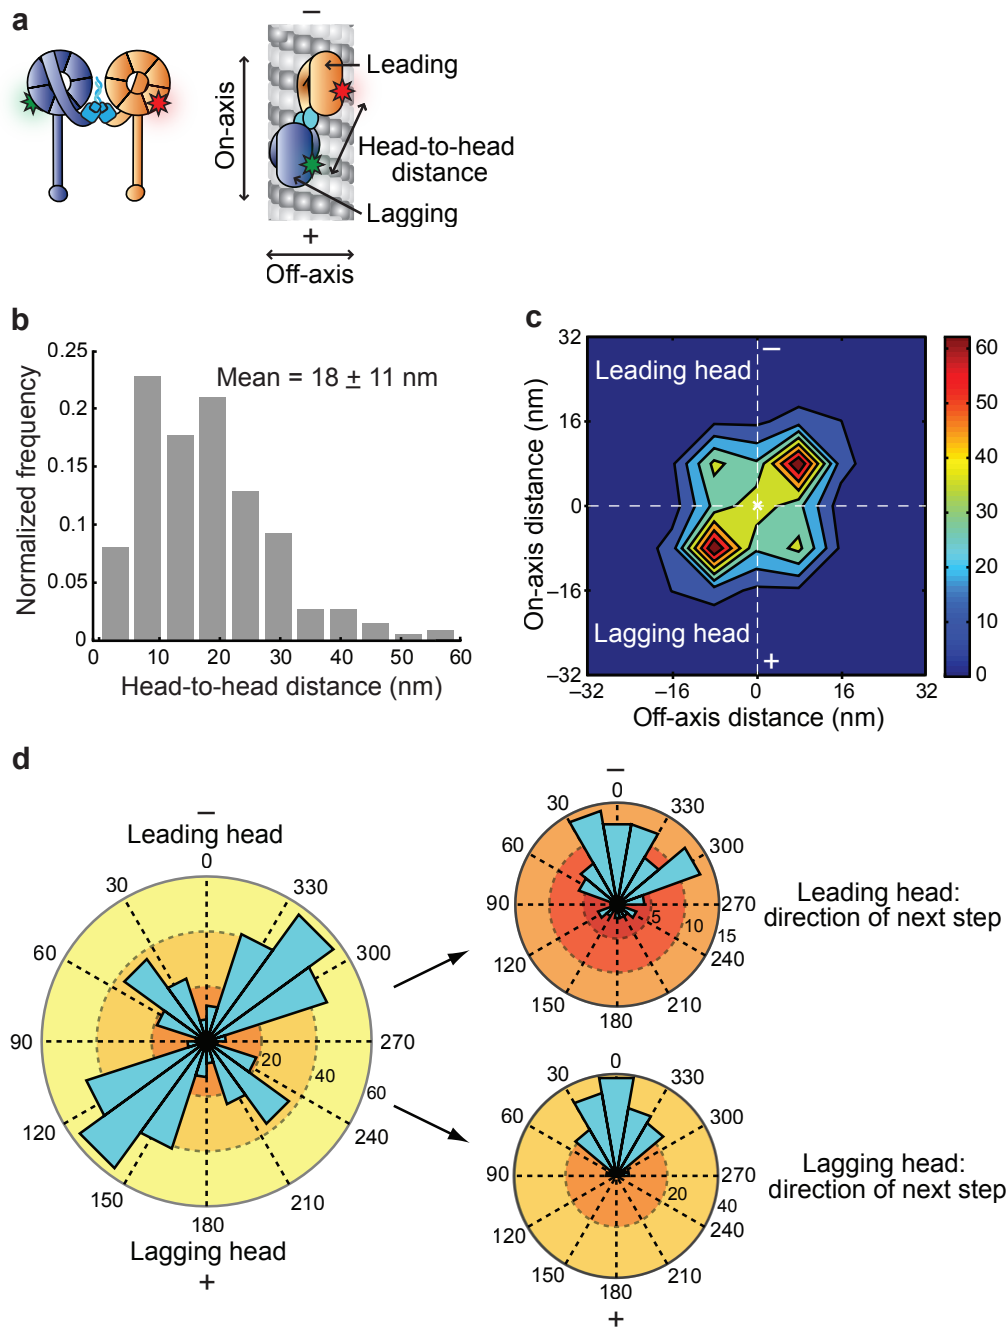 a
−
On-axis
Leading
Head-to-head
distance
Lagging
+
Off-axis
b
Normalized frequency
0.25
0.2
0.15
0.1
0.05
0
Mean = 18 ± 11 nm
0 10 20 30 40 50 60
Head-to-head distance (nm)
c
On-axis distance (nm)
32
16
0
−16
−32
−
Leading head
Lagging head
+
−32 −16 0 16 32
Off-axis distance (nm)
60
50
40
30
20
10
0
d
−
Leading head
0
30 330
60 300
90 270
20 40 60
120 240
150 210
180
Lagging head
+
−
0
30 330
60 300
90 270
5 10 15
120 240
150 210
180
Leading head:
direction of next step
0
30 330
60 300
90 270
20 40
120 240
150 210
180
+
Lagging head:
direction of next step